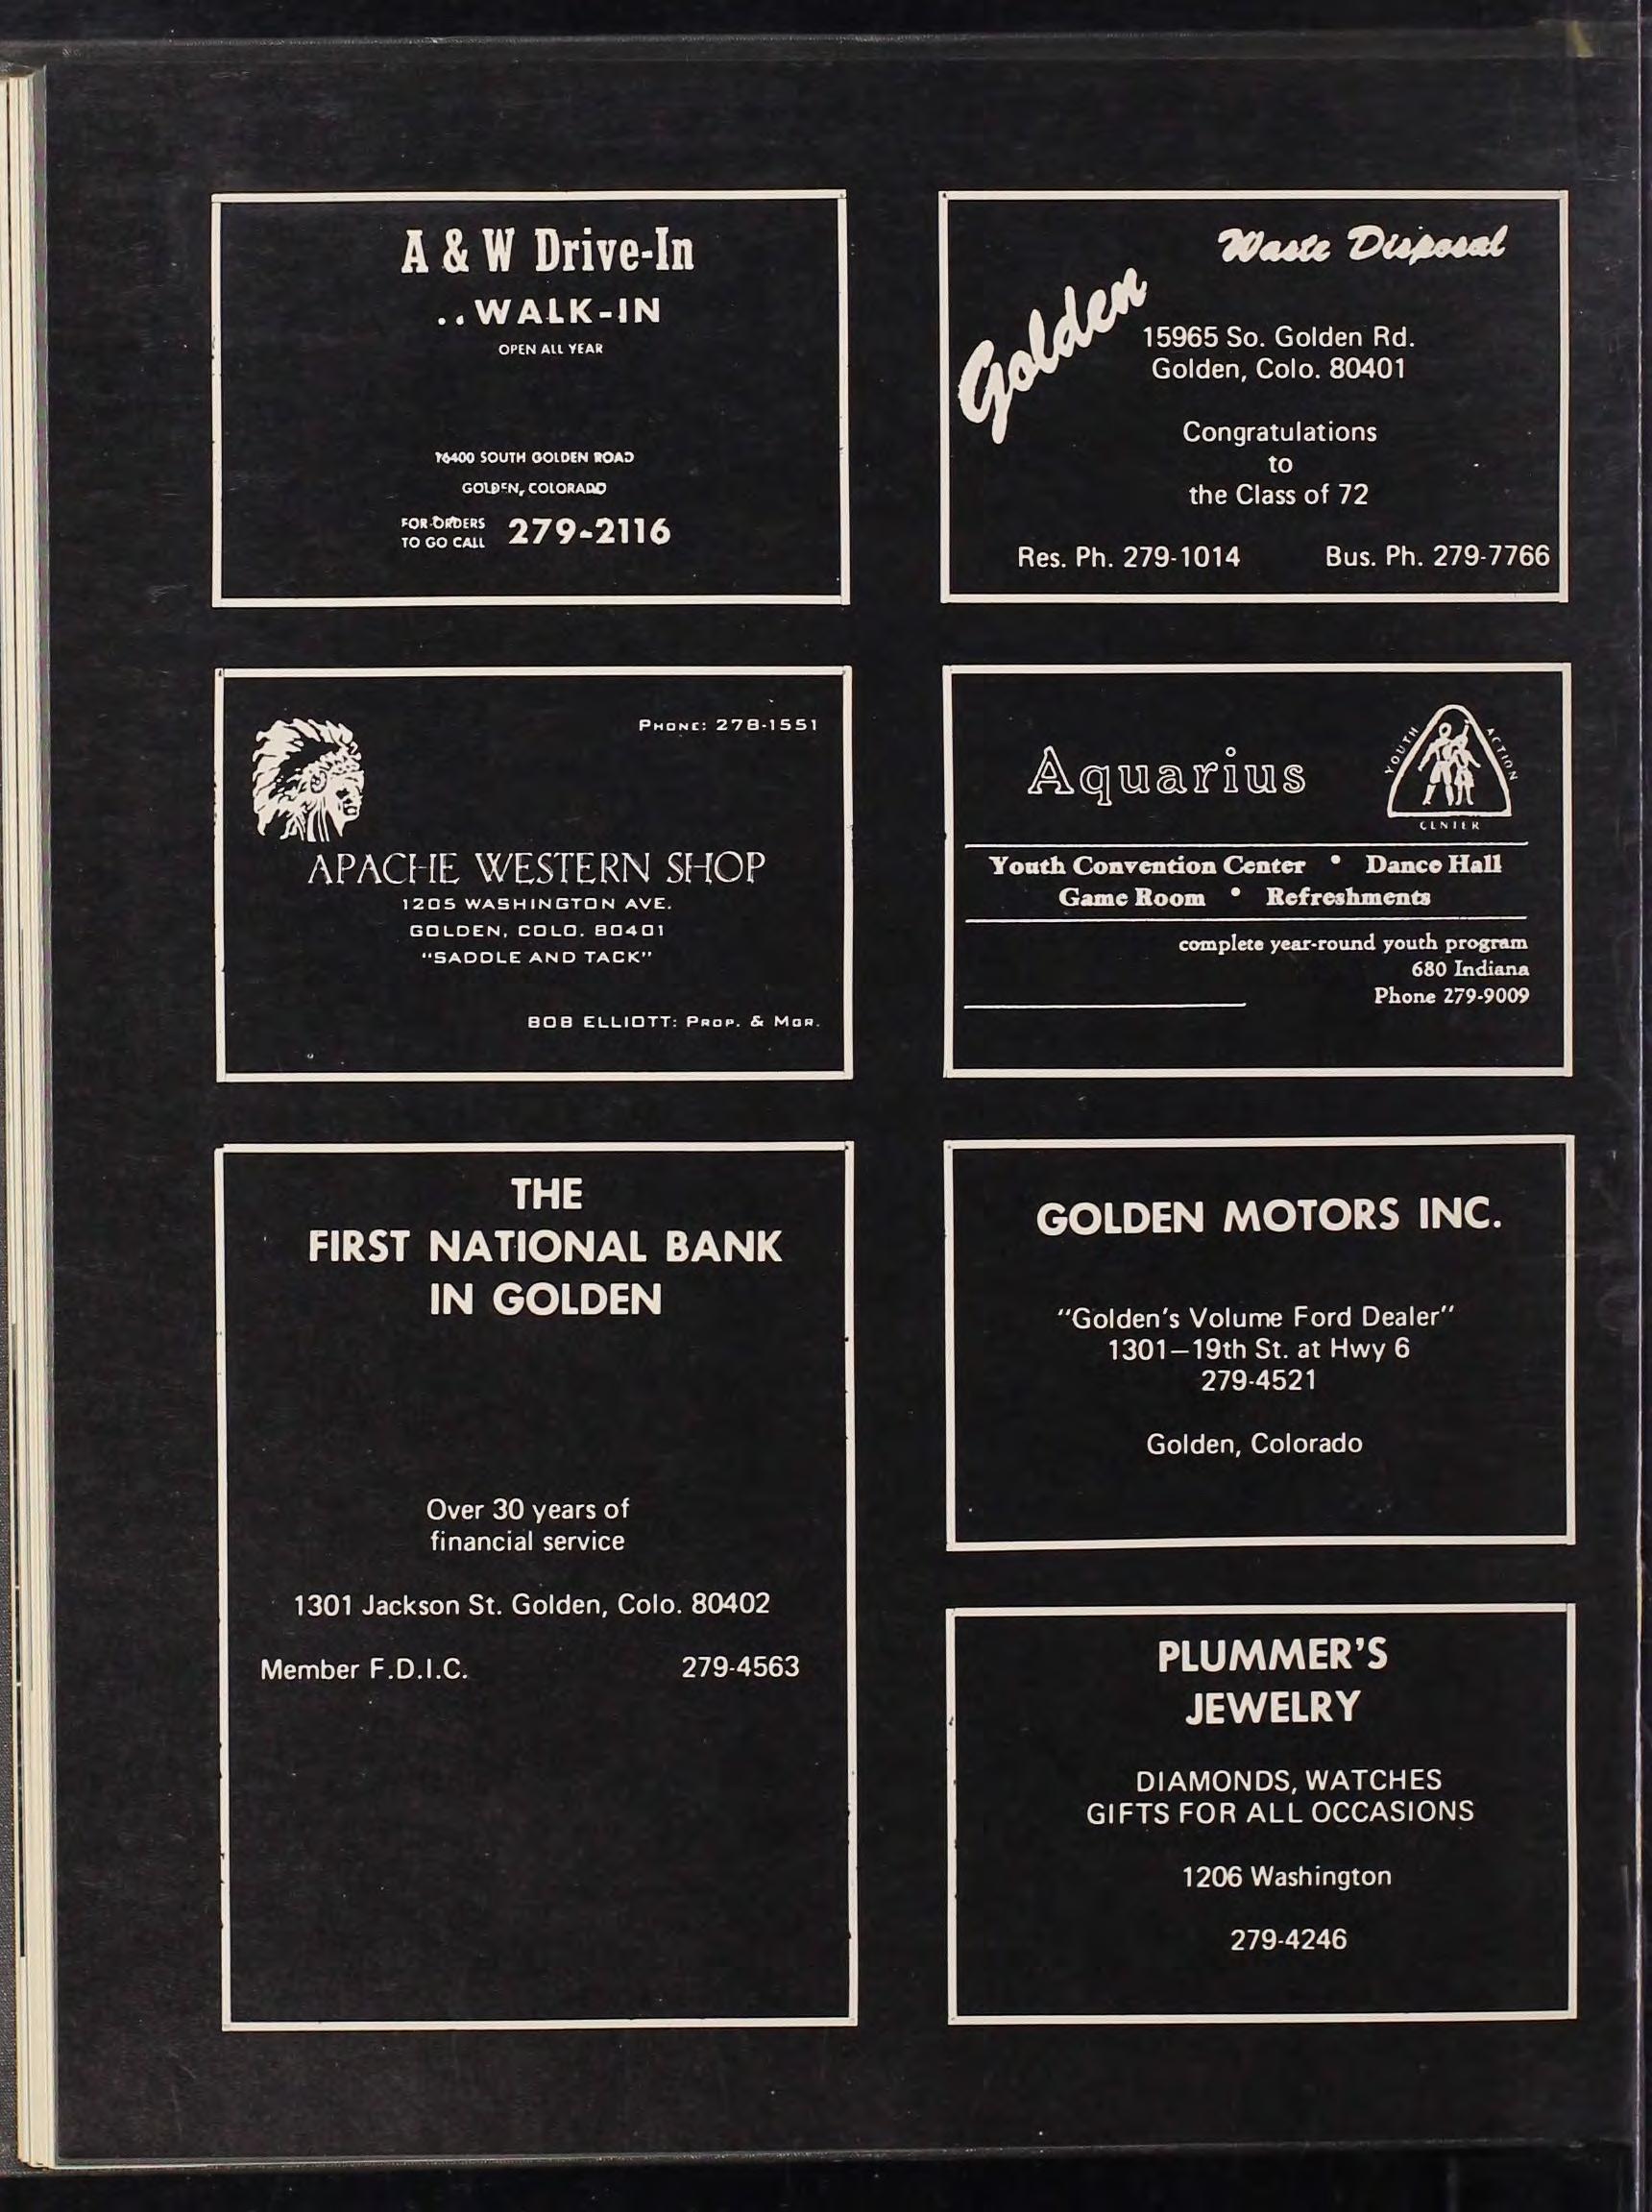 A & W Drive-In
..WALK-IN
OPEN ALL YEAR
16400 SOUTH GOLDEN ROAD
GOLDEN, COLORADO
FOR ORDERS
TO GO CALL 279-2116
Golden Waste Disposal
15965 So. Golden Rd.
Golden, Colo. 80401
Congratulations
to
the Class of 72
Res. Ph. 279-1014 Bus. Ph. 279-7766
PHONE: 278-1551
APACHE WESTERN SHOP
1205 WASHINGTON AVE.
GOLDEN, COLO. 80401
"SADDLE AND TACK"
BOB ELLIOTT: PROP. & MGR.
Aquarius
YOUTH ACTION
CENTER
Youth Convention Center • Dance Hall
Game Room • Refreshments
complete year-round youth program
680 Indiana
Phone 279-9009
THE
FIRST NATIONAL BANK
IN GOLDEN
Over 30 years of
financial service
1301 Jackson St. Golden, Colo. 80402
Member F.D.I.C. 279-4563
GOLDEN MOTORS INC.
"Golden's Volume Ford Dealer"
1301—19th St. at Hwy 6
279-4521
Golden, Colorado
PLUMMER'S
JEWELRY
DIAMONDS, WATCHES
GIFTS FOR ALL OCCASIONS
1206 Washington
279-4246